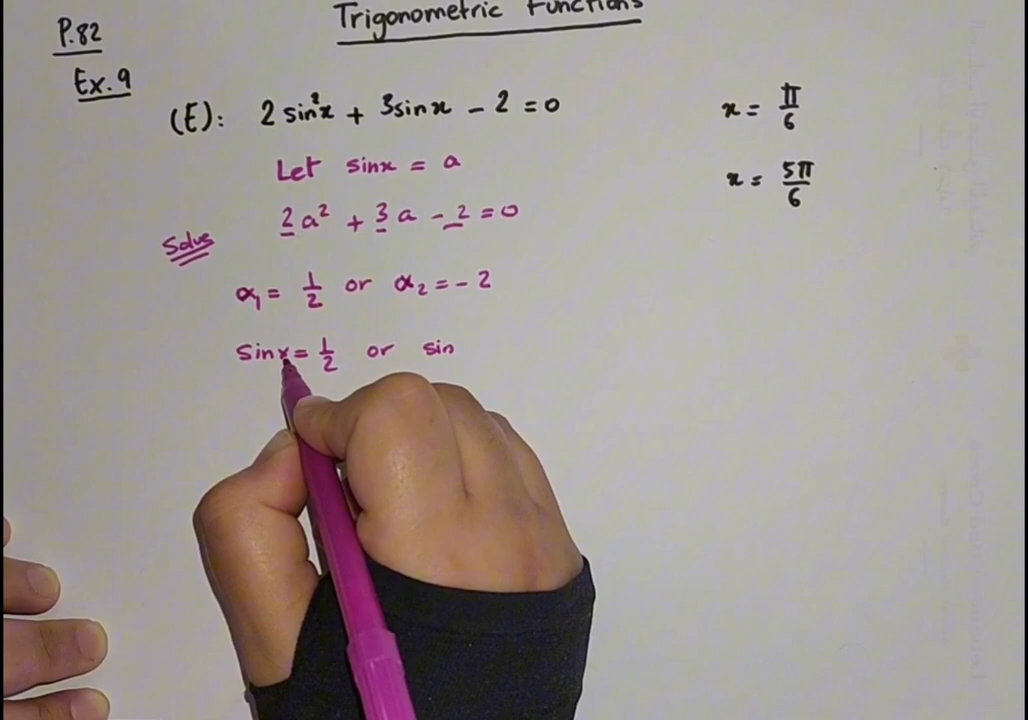 Trigonometric Functions
P.82
Ex.9
(E): 2 sin²x + 3sinx - 2 = 0
x = π/6
x = 5π/6
Let sinx = a
2a² + 3a - 2 = 0
Solve
α₁ = 1/2 or α₂ = - 2
sinx = 1/2 or sin